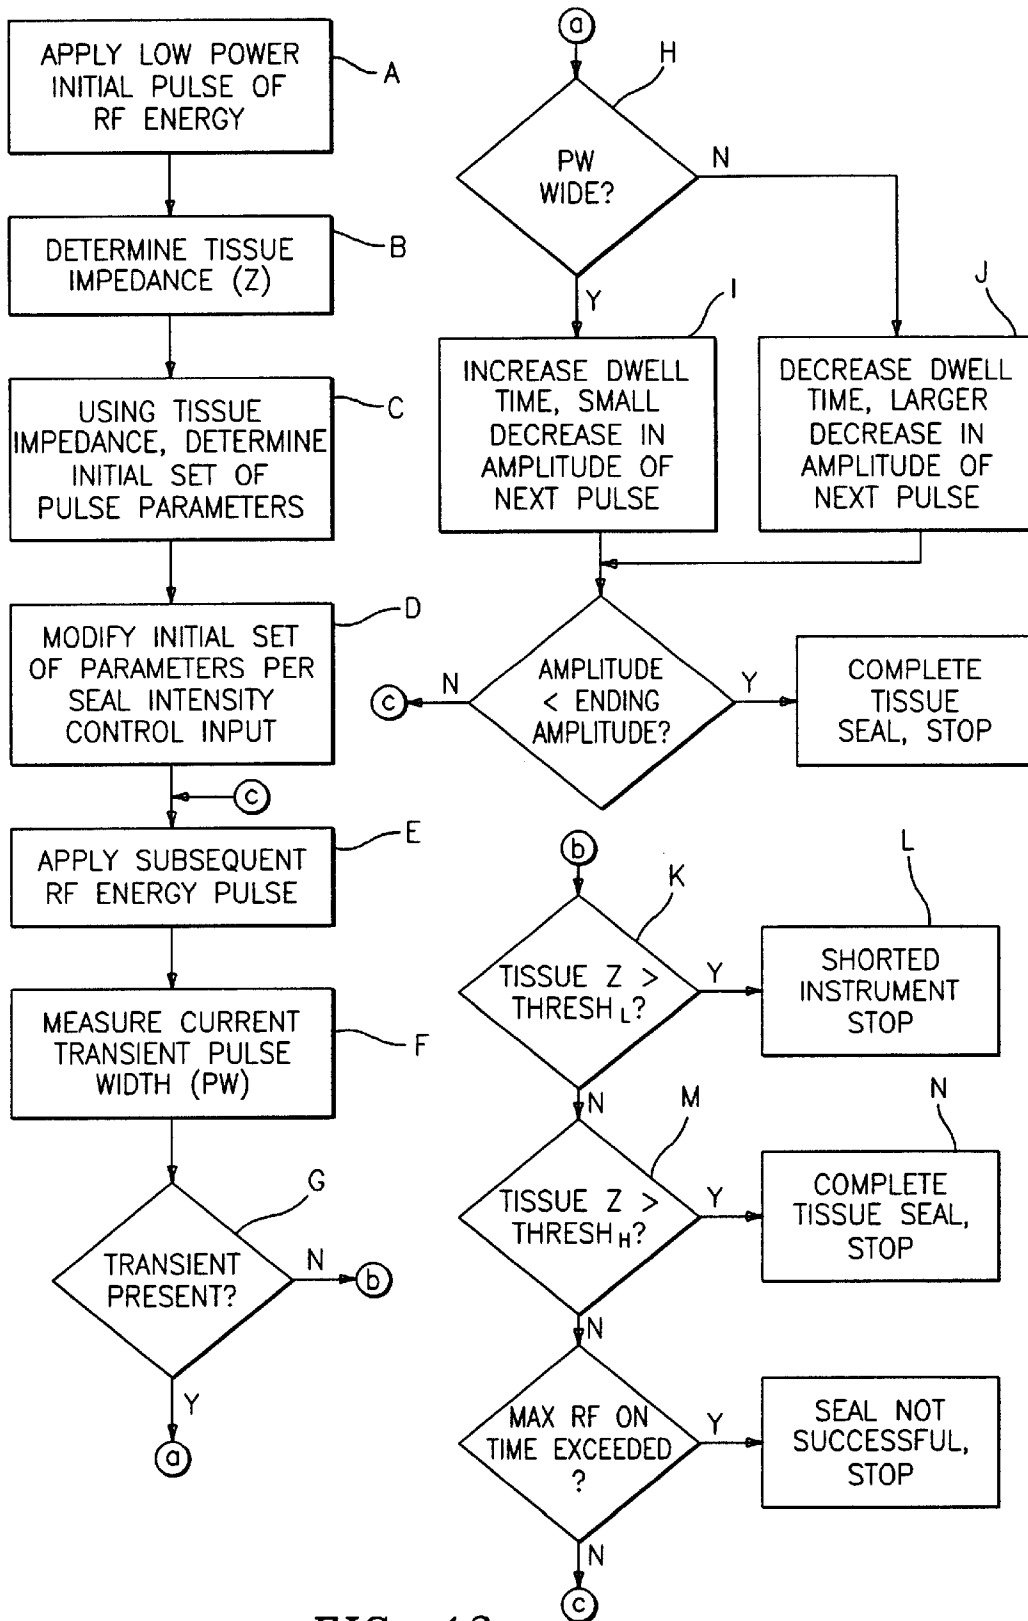 APPLY LOW POWER
INITIAL PULSE OF
RF ENERGY
A
DETERMINE TISSUE
IMPEDANCE (Z)
B
USING TISSUE
IMPEDANCE, DETERMINE
INITIAL SET OF
PULSE PARAMETERS
C
MODIFY INITIAL SET
OF PARAMETERS PER
SEAL INTENSITY
CONTROL INPUT
D
c
APPLY SUBSEQUENT
RF ENERGY PULSE
E
MEASURE CURRENT
TRANSIENT PULSE
WIDTH (PW)
F
TRANSIENT
PRESENT?
G
N
b
Y
a
a
PW
WIDE?
H
N
Y
INCREASE DWELL
TIME, SMALL
DECREASE IN
AMPLITUDE OF
NEXT PULSE
I
DECREASE DWELL
TIME, LARGER
DECREASE IN
AMPLITUDE OF
NEXT PULSE
J
AMPLITUDE
< ENDING
AMPLITUDE?
N
c
Y
COMPLETE
TISSUE
SEAL, STOP
b
TISSUE Z >
THRESH L?
K
Y
SHORTED
INSTRUMENT
STOP
L
N
TISSUE Z >
THRESH H?
M
Y
COMPLETE
TISSUE SEAL,
STOP
N
N
MAX RF ON
TIME EXCEEDED
?
Y
SEAL NOT
SUCCESSFUL,
STOP
N
c